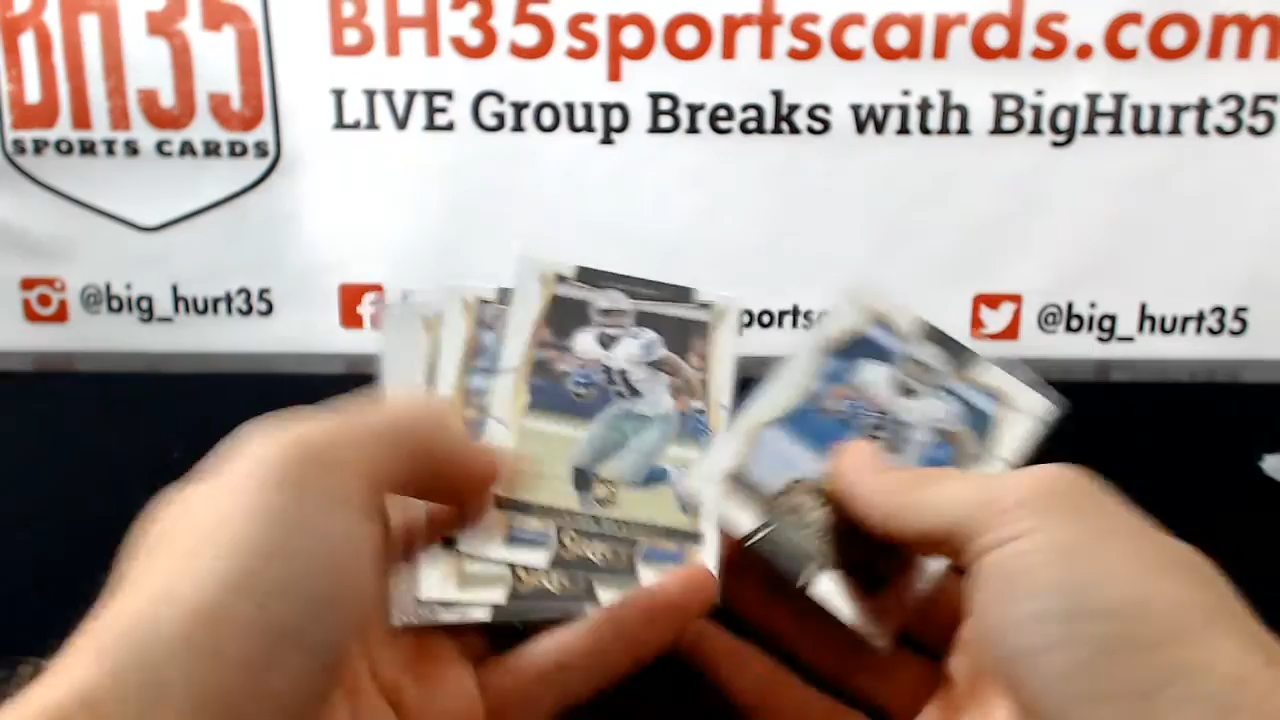 BH35
SPORTS CARDS
BH35sportscards.com
LIVE Group Breaks with BigHurt35
@big_hurt35
@big_hurt35